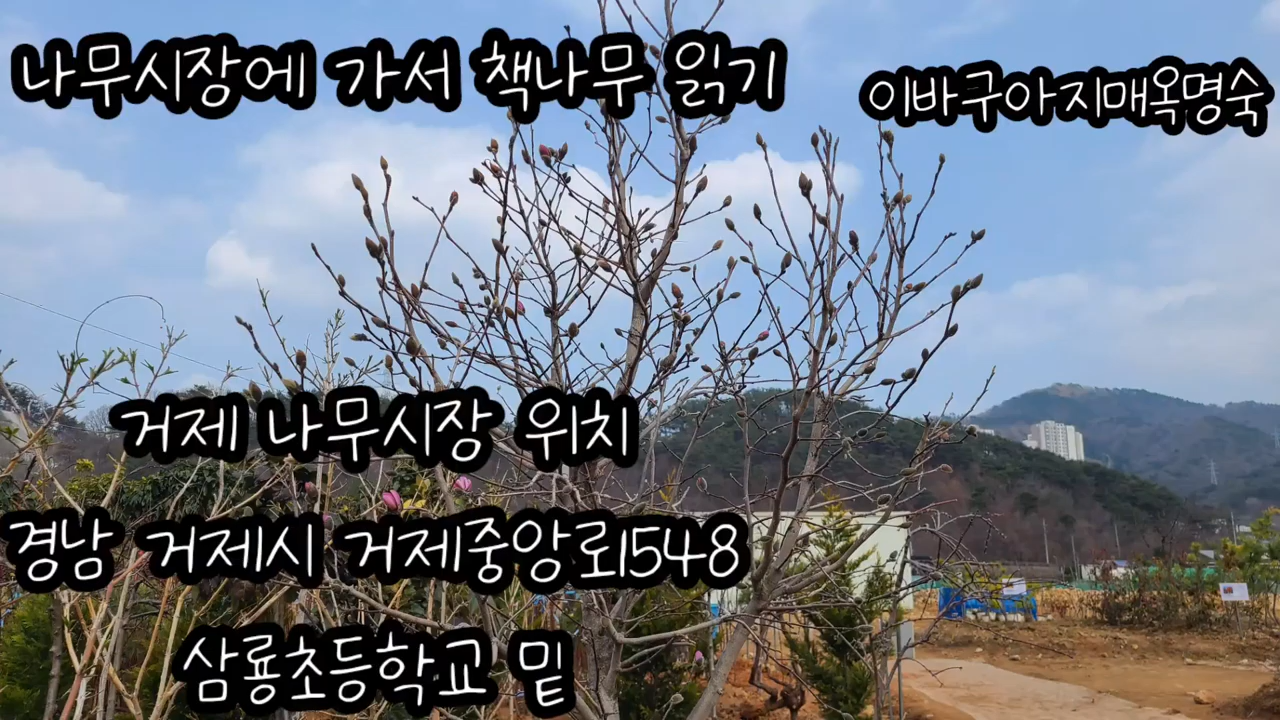 나무시장에 가서 책나무 읽기
이바구아지매옥명숙
거제 나무시장 위치
경남 거제시 거제중앙로1548
삼룡초등학교 밑